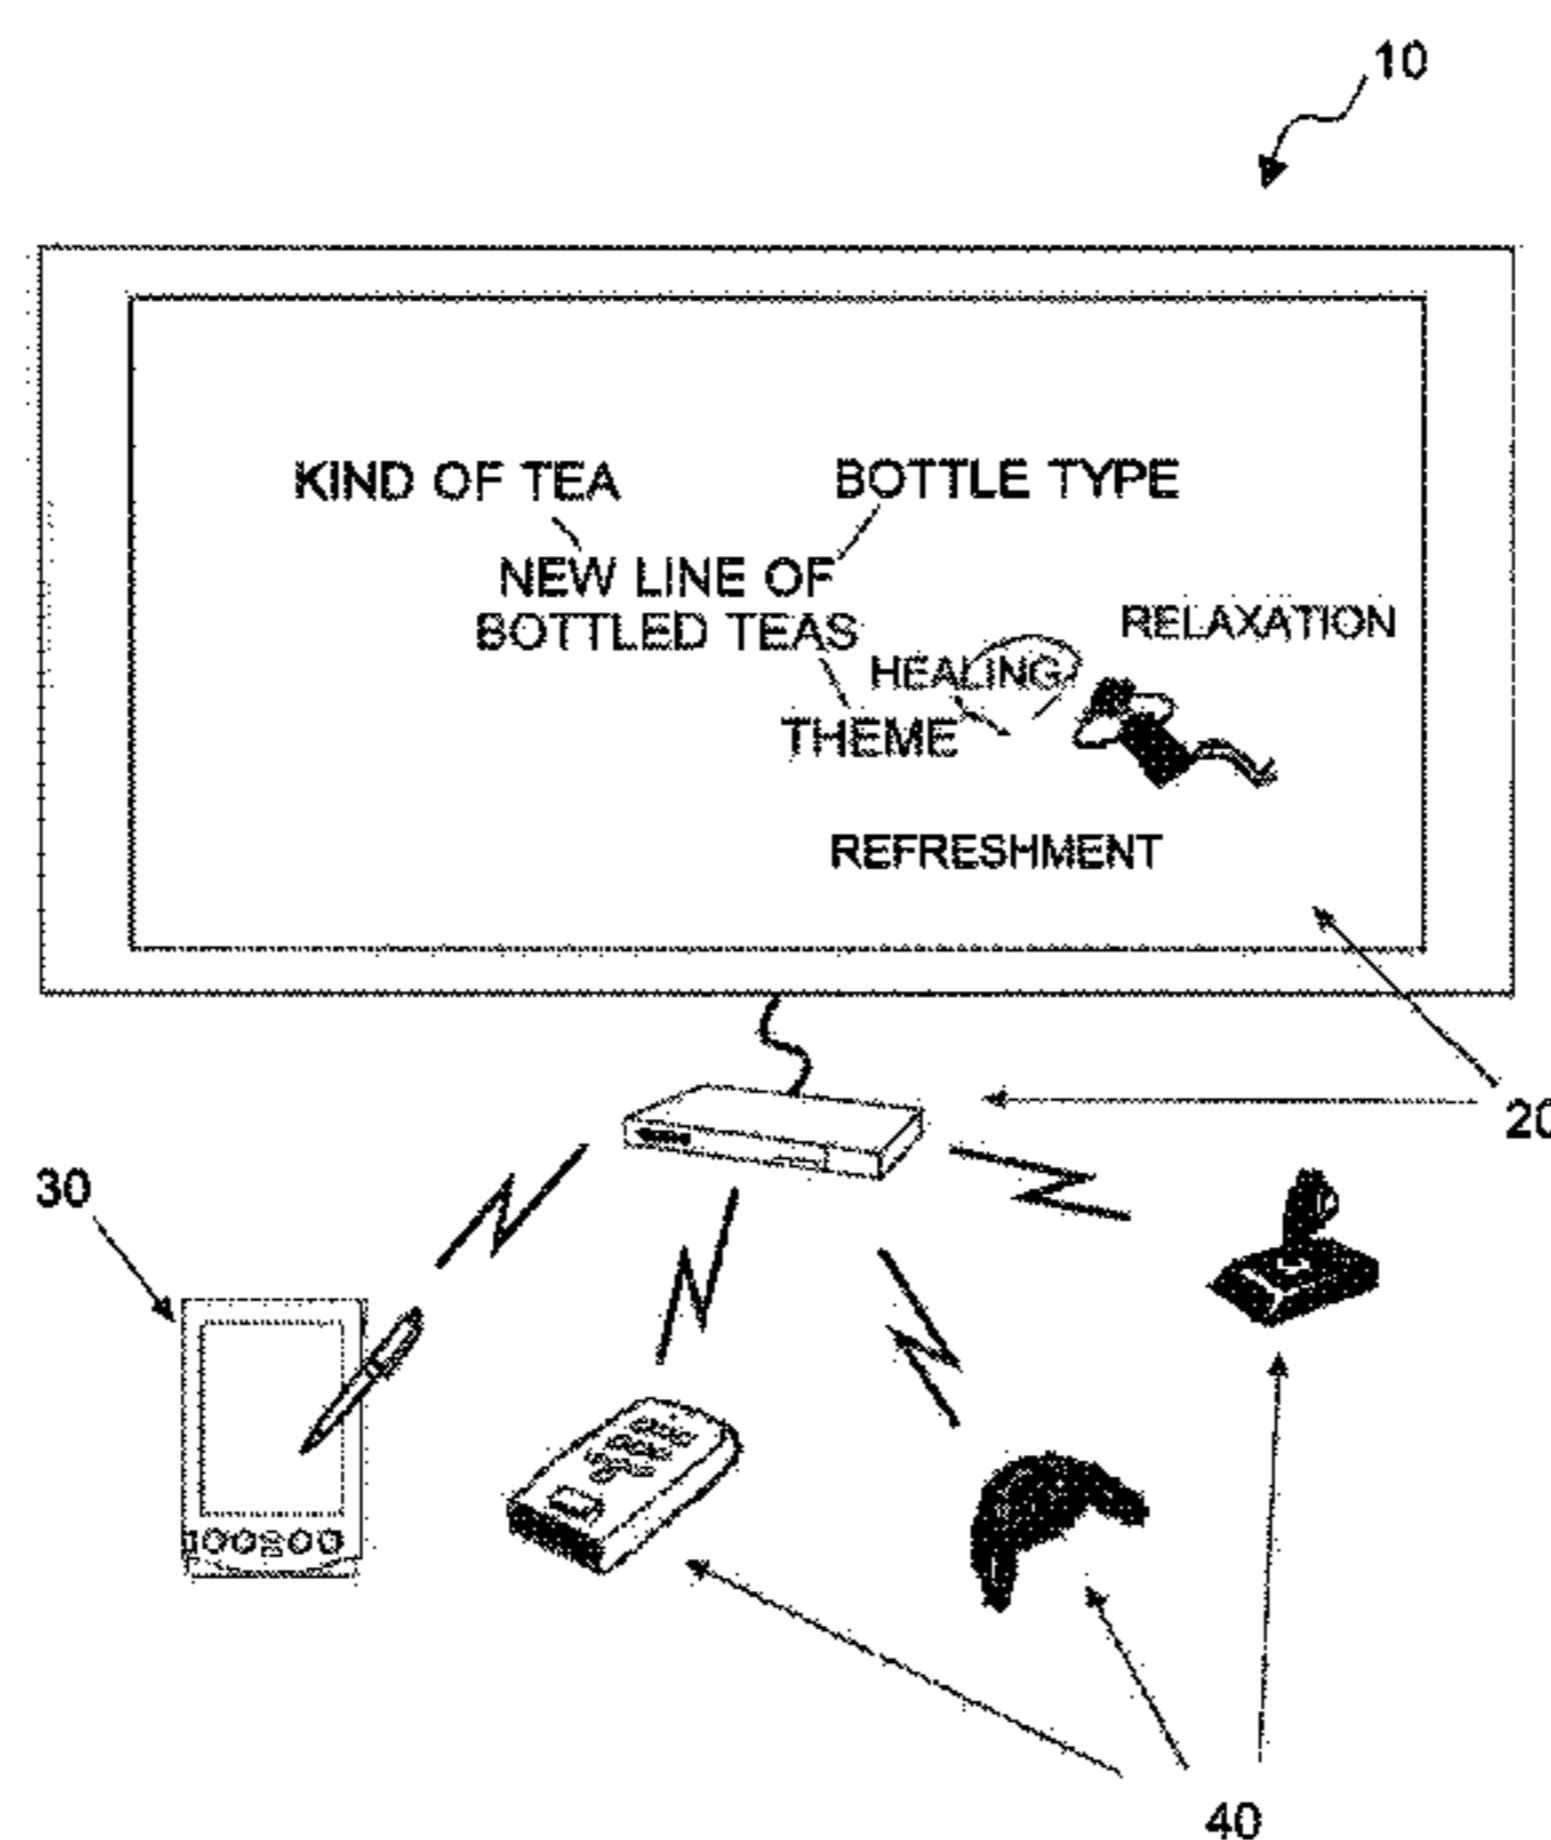 10
KIND OF TEA
BOTTLE TYPE
NEW LINE OF
BOTTLED TEAS
RELAXATION
HEALING
THEME
REFRESHMENT
20
30
40